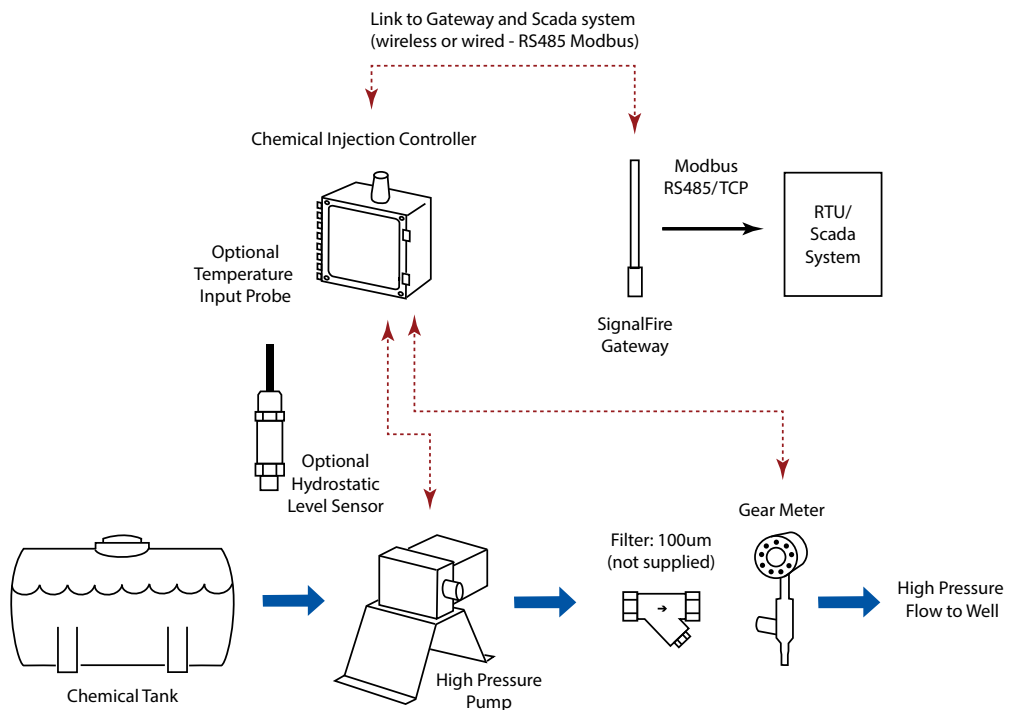 Link to Gateway and Scada system
(wireless or wired - RS485 Modbus)
Chemical Injection Controller
Modbus
RS485/TCP
RTU/
Scada
System
Optional
Temperature
Input Probe
SignalFire
Gateway
Optional
Hydrostatic
Level Sensor
Gear Meter
Filter: 100um
(not supplied)
High Pressure
Flow to Well
Chemical Tank
High Pressure
Pump